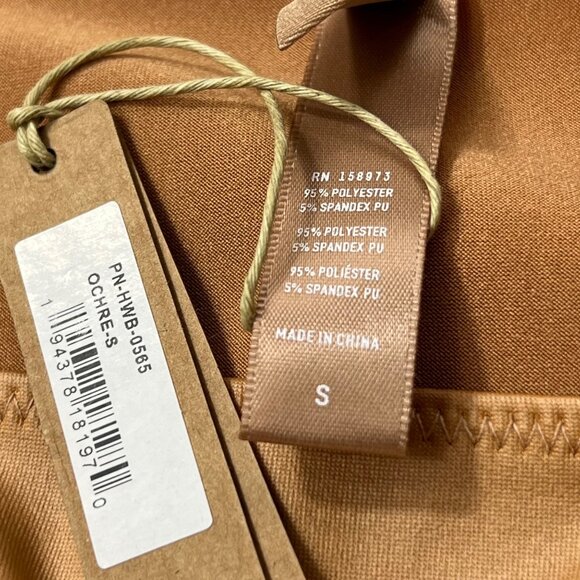 PN-HWB-0565
OCHRE-S
1 94378 18197 0
RN 158973
95% POLYESTER
5% SPANDEX PU
95% POLYESTER
5% SPANDEX PU
95% POLIÉSTER
5% SPANDEX PU
MADE IN CHINA
S